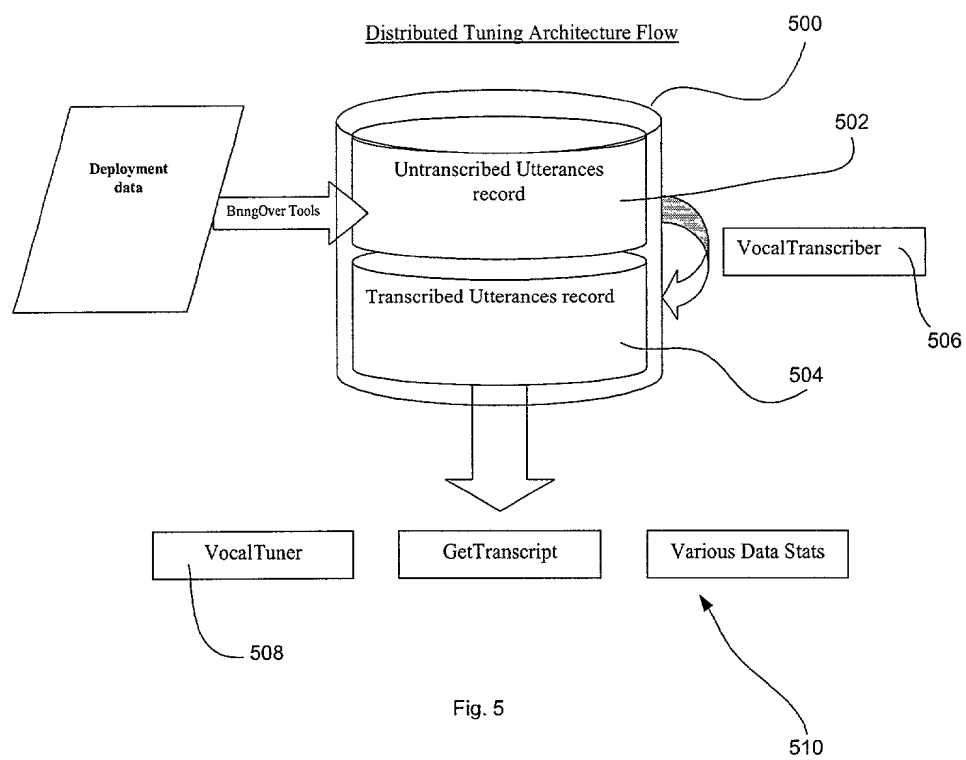 Distributed Tuning Architecture Flow
500
502
Deployment
data
Untranscribed Utterances
record
BnngOver Tools
VocalTranscriber
Transcribed Utterances record
506
504
VocalTuner
GetTranscript
Various Data Stats
508
Fig. 5
510